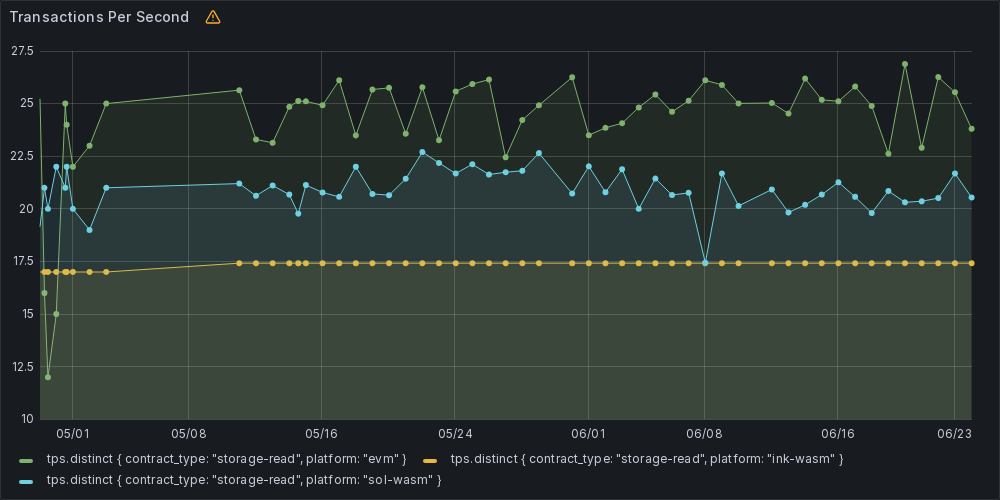 Transactions Per Second
27.5
25
22.5
20
17.5
15
12.5
10
05/01 05/08 05/16 05/24 06/01 06/08 06/16 06/23
tps.distinct { contract_type: "storage-read", platform: "evm" } tps.distinct { contract_type: "storage-read", platform: "ink-wasm" }
tps.distinct { contract_type: "storage-read", platform: "sol-wasm" }